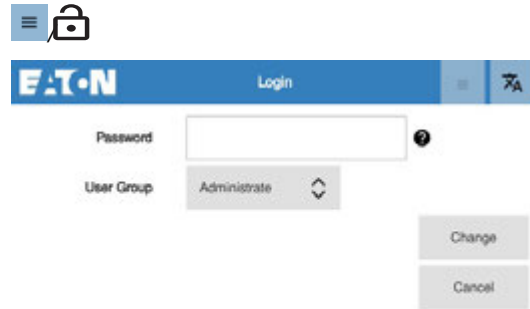 EATON
Login
Password
User Group
Administrate
Change
Cancel